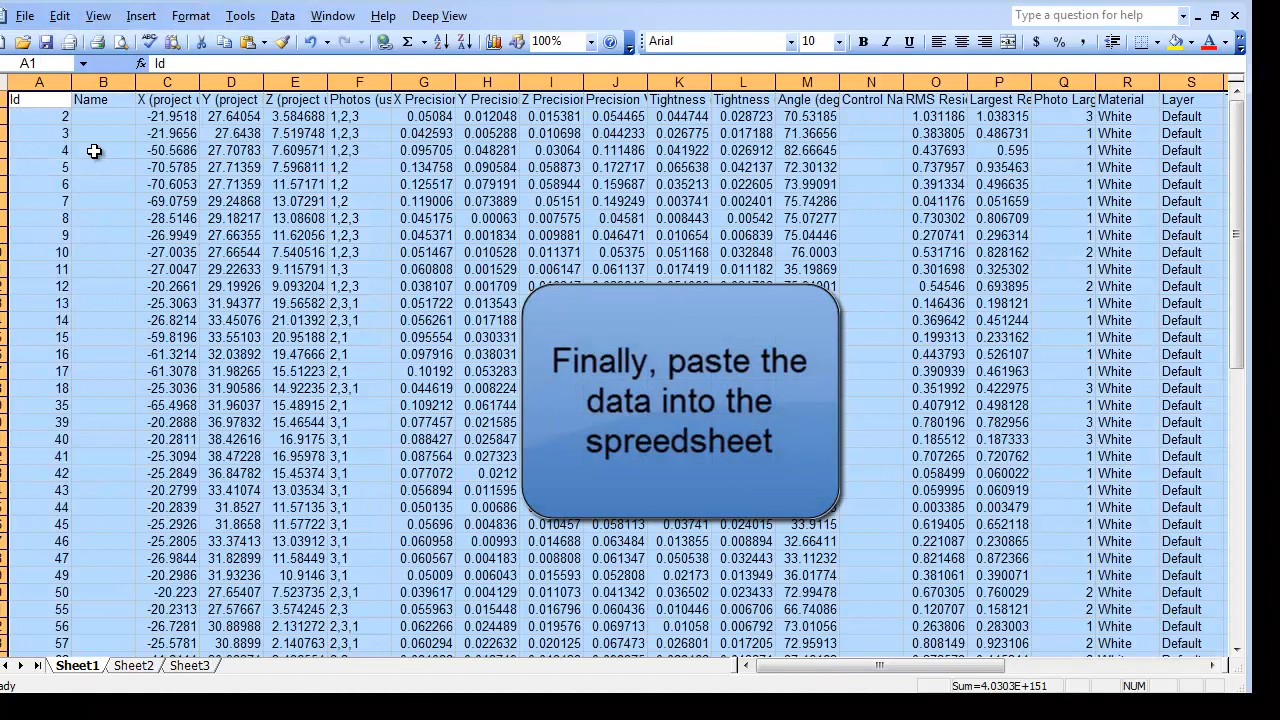 File Edit View Insert Format Tools Data Window Help Deep View Type a question for help
100% Arial 10 B I U $ %
A1 fx Id
A B C D E F G H I J K L M N O P Q R S
Id Name X (project u Y (project Z (project u Photos (us X Precision Y Precisio Z Precision Precision Tightness Tightness Angle (deg Control Na RMS Resi Largest Re Photo Larg Material Layer
2 -21.9518 27.64054 3.584688 1,2,3 0.05084 0.012048 0.015381 0.054465 0.044744 0.028723 70.53185 1.031186 1.038315 3 White Default
3 -21.9656 27.6438 7.519748 1,2,3 0.042593 0.005288 0.010698 0.044233 0.026775 0.017188 71.36656 0.383805 0.486731 1 White Default
4 -50.5686 27.70783 7.609571 1,2,3 0.095705 0.048281 0.03064 0.111486 0.041922 0.026912 72.66645 0.437693 0.595 1 White Default
5 -70.5785 27.71359 7.596811 1,2 0.134758 0.090584 0.058873 0.172717 0.065638 0.042137 72.30132 0.737957 0.935463 1 White Default
6 -70.6053 27.71359 11.57171 1,2 0.125517 0.079191 0.058944 0.159687 0.035213 0.022605 73.99091 0.391334 0.496635 1 White Default
7 -69.0759 29.24868 13.07291 1,2 0.119006 0.073889 0.05151 0.149249 0.003741 0.002401 75.74286 0.041176 0.051659 1 White Default
8 -28.5146 29.18217 13.08608 1,2,3 0.045175 0.00063 0.007575 0.04581 0.008443 0.00542 75.07277 0.730302 0.806709 1 White Default
9 -26.9949 27.66355 11.62056 1,2,3 0.045371 0.001834 0.009881 0.046471 0.010654 0.006839 75.04446 0.270741 0.296314 1 White Default
10 -27.0035 27.66544 7.540516 1,2,3 0.051467 0.010528 0.011371 0.05375 0.051168 0.032848 76.0003 0.531716 0.828162 2 White Default
11 -27.0047 29.22633 9.115791 1,3 0.060808 0.001529 0.006147 0.061137 0.017419 0.011182 35.19869 0.301698 0.325302 1 White Default
12 -20.2661 29.19926 9.093204 1,2,3 0.038107 0.001709 0.54546 0.693895 2 White Default
13 -25.3063 31.94377 19.56582 2,3,1 0.051722 0.013543 0.146436 0.198121 1 White Default
14 -26.8214 33.45076 21.01392 2,3,1 0.056261 0.017188 0.369642 0.451244 1 White Default
15 -59.8196 33.55103 20.95188 2,1 0.095554 0.030331 0.199313 0.233162 1 White Default
16 -61.3214 32.03892 19.47666 2,1 0.097916 0.038031 0.443793 0.526107 1 White Default
17 -61.3078 31.98265 15.51213 2,1 0.10192 0.053283 0.390939 0.461963 1 White Default
18 -25.3036 31.90586 14.92235 2,3,1 0.044619 0.008224 0.351992 0.422975 3 White Default
35 -65.4968 31.96037 15.48915 2,1 0.109212 0.061744 0.407912 0.498128 1 White Default
39 -20.2888 36.97832 15.46544 3,1 0.077457 0.021585 0.780196 0.782956 3 White Default
40 -20.2811 38.42616 16.9175 3,1 0.088427 0.025847 0.185512 0.187333 3 White Default
41 -25.3094 38.47228 16.95978 3,1 0.087564 0.027323 0.707265 0.715058 1 White Default
42 -25.2849 36.84782 15.45374 3,1 0.077072 0.0212 0.058499 0.060022 1 White Default
43 -20.2799 33.41074 13.03534 3,1 0.056894 0.011595 0.059995 0.060919 1 White Default
44 -20.2839 31.8527 11.57135 3,1 0.050135 0.00686 0.003385 0.003479 1 White Default
45 -25.2926 31.8658 11.57722 3,1 0.05696 0.004836 0.010457 0.058113 0.03741 0.024015 33.9115 0.619405 0.652118 1 White Default
46 -25.2805 33.37413 13.03912 3,1 0.060958 0.00993 0.014688 0.063484 0.013855 0.008894 32.66411 0.221087 0.230865 1 White Default
47 -26.9844 31.82899 11.58449 3,1 0.060567 0.004183 0.008808 0.061347 0.050538 0.032443 33.11232 0.821468 0.872366 1 White Default
49 -20.2986 31.93236 10.9146 3,1 0.05009 0.006043 0.015593 0.052808 0.02173 0.013949 36.01774 0.381061 0.390071 1 White Default
50 -20.223 27.65407 7.523735 2,3,1 0.039617 0.004129 0.011073 0.041342 0.036502 0.023433 72.99478 0.670305 0.760029 2 White Default
55 -20.2313 27.57667 3.574245 2,3 0.055963 0.015448 0.016796 0.060436 0.010446 0.006706 66.74086 0.120707 0.158121 2 White Default
56 -26.7281 30.88988 2.131272 2,3,1 0.062266 0.024489 0.019576 0.069713 0.01058 0.006792 73.01056 0.263806 0.283003 1 White Default
57 -25.5781 30.8899 2.140763 2,3,1 0.060294 0.022632 0.020125 0.067473 0.026801 0.017205 72.95913 0.808149 0.923106 2 White Default
Finally, paste the
data into the
spreedsheet
Sheet1 Sheet2 Sheet3
eady Sum=4.0303E+151 NUM